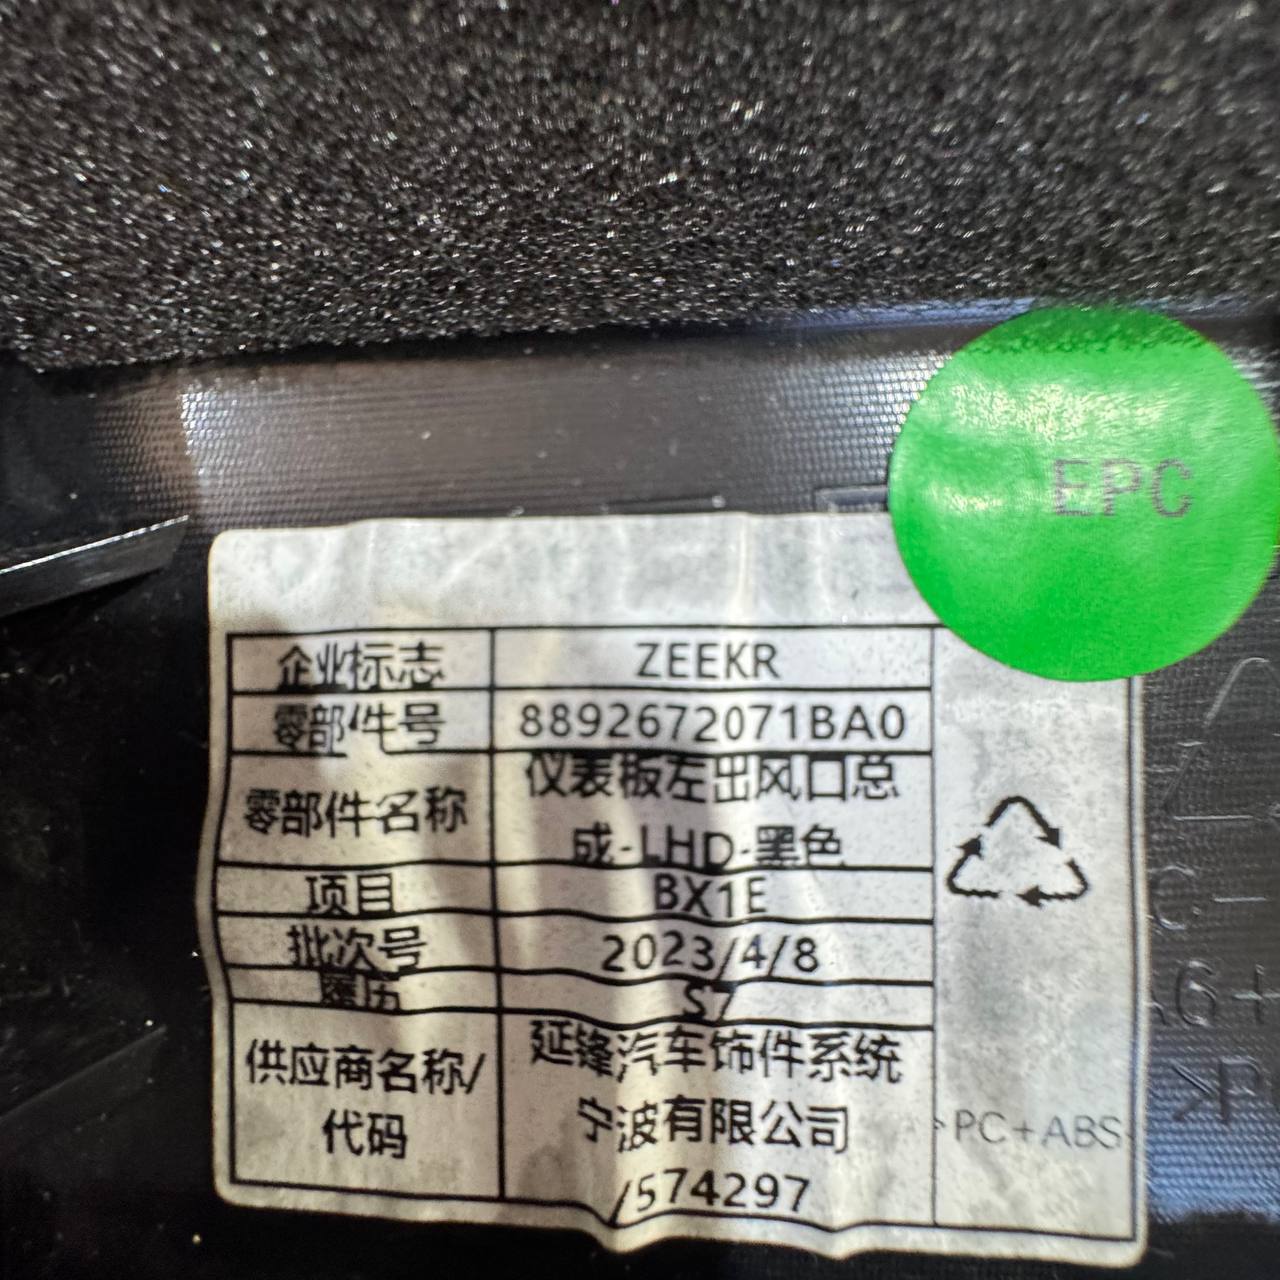 EPC
企业标志 ZEEKR
零部件号 8892672071BA0
零部件名称 仪表板左出风口总
成-LHD-黑色
项目 BX1E
批次号 2023/4/8
履历 S7
供应商名称/
代码
延锋汽车饰件系统
宁波有限公司
/574297
>PC+ABS<